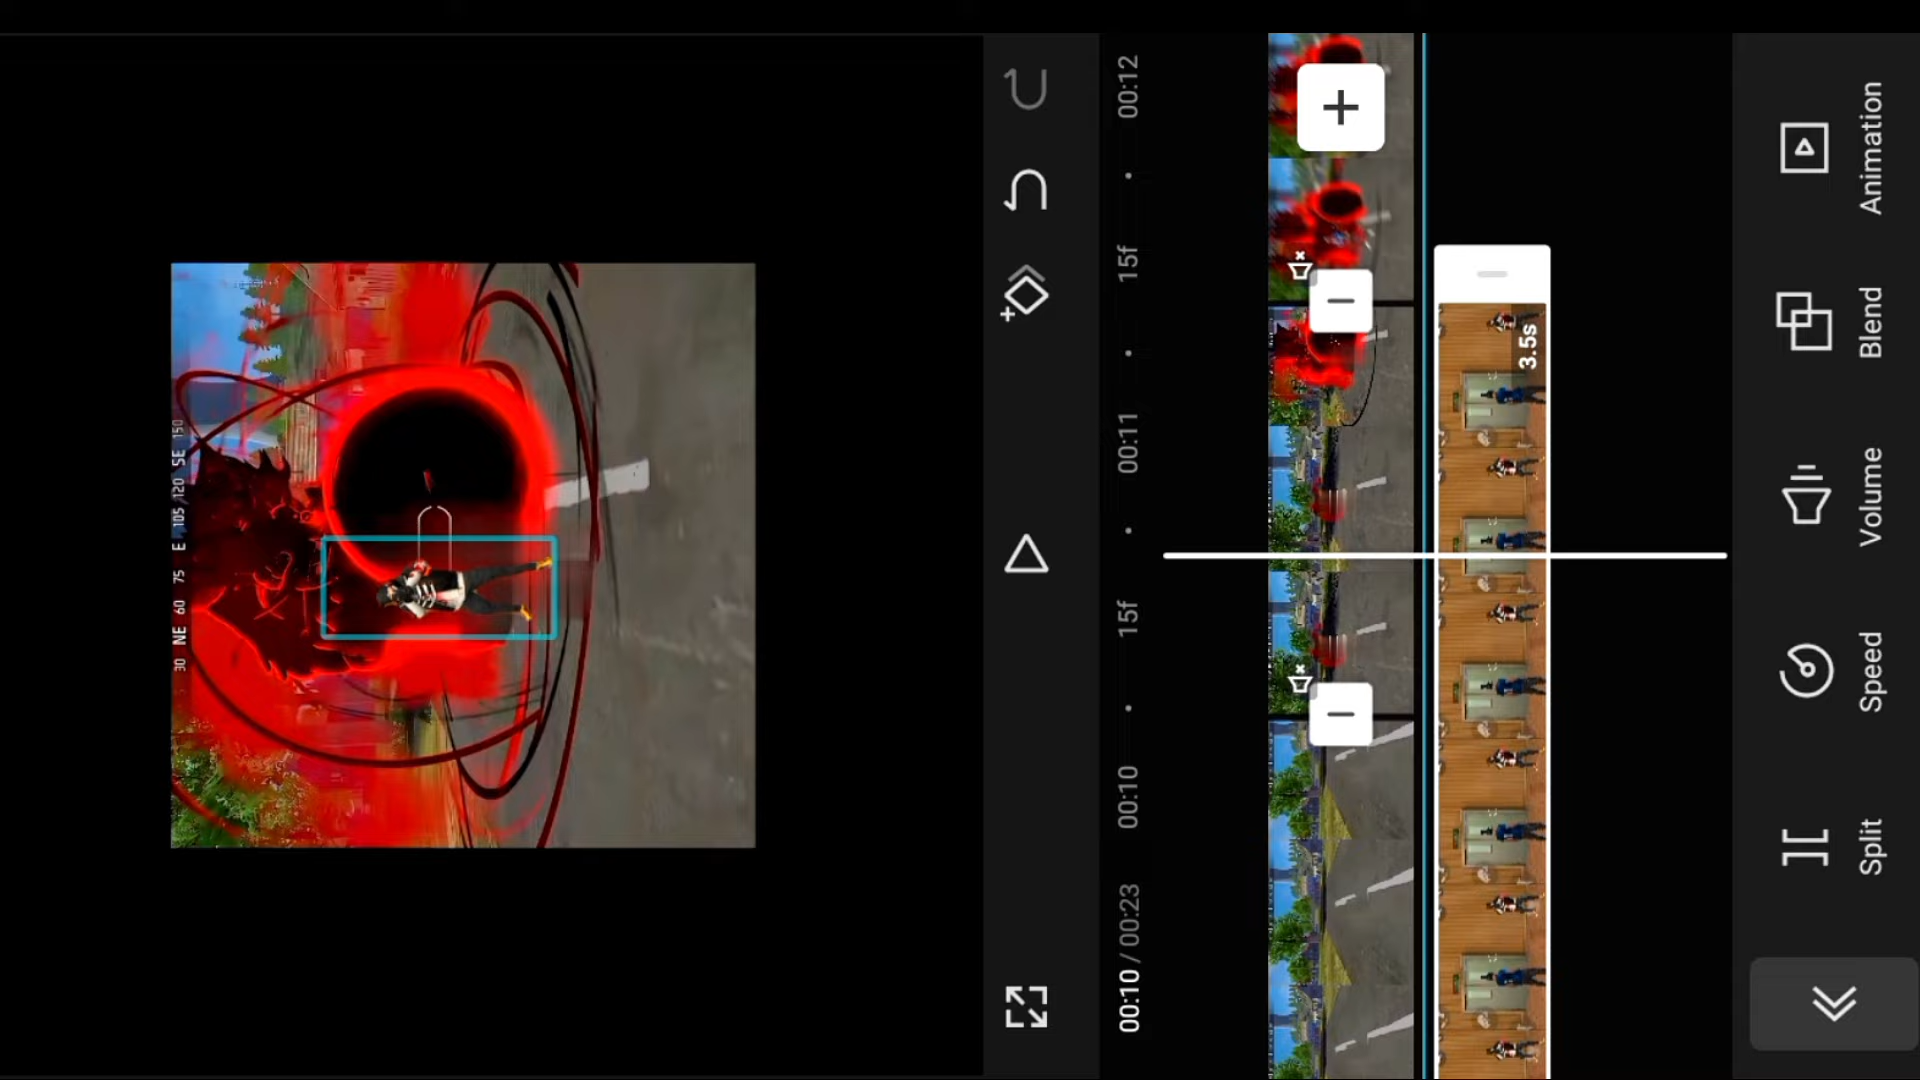 30 NE 60 75 E 105 120 SE 150
00:10 / 00:23
00:10 15f 00:11 15f 00:12
3.5s
Split
Speed
Volume
Blend
Animation